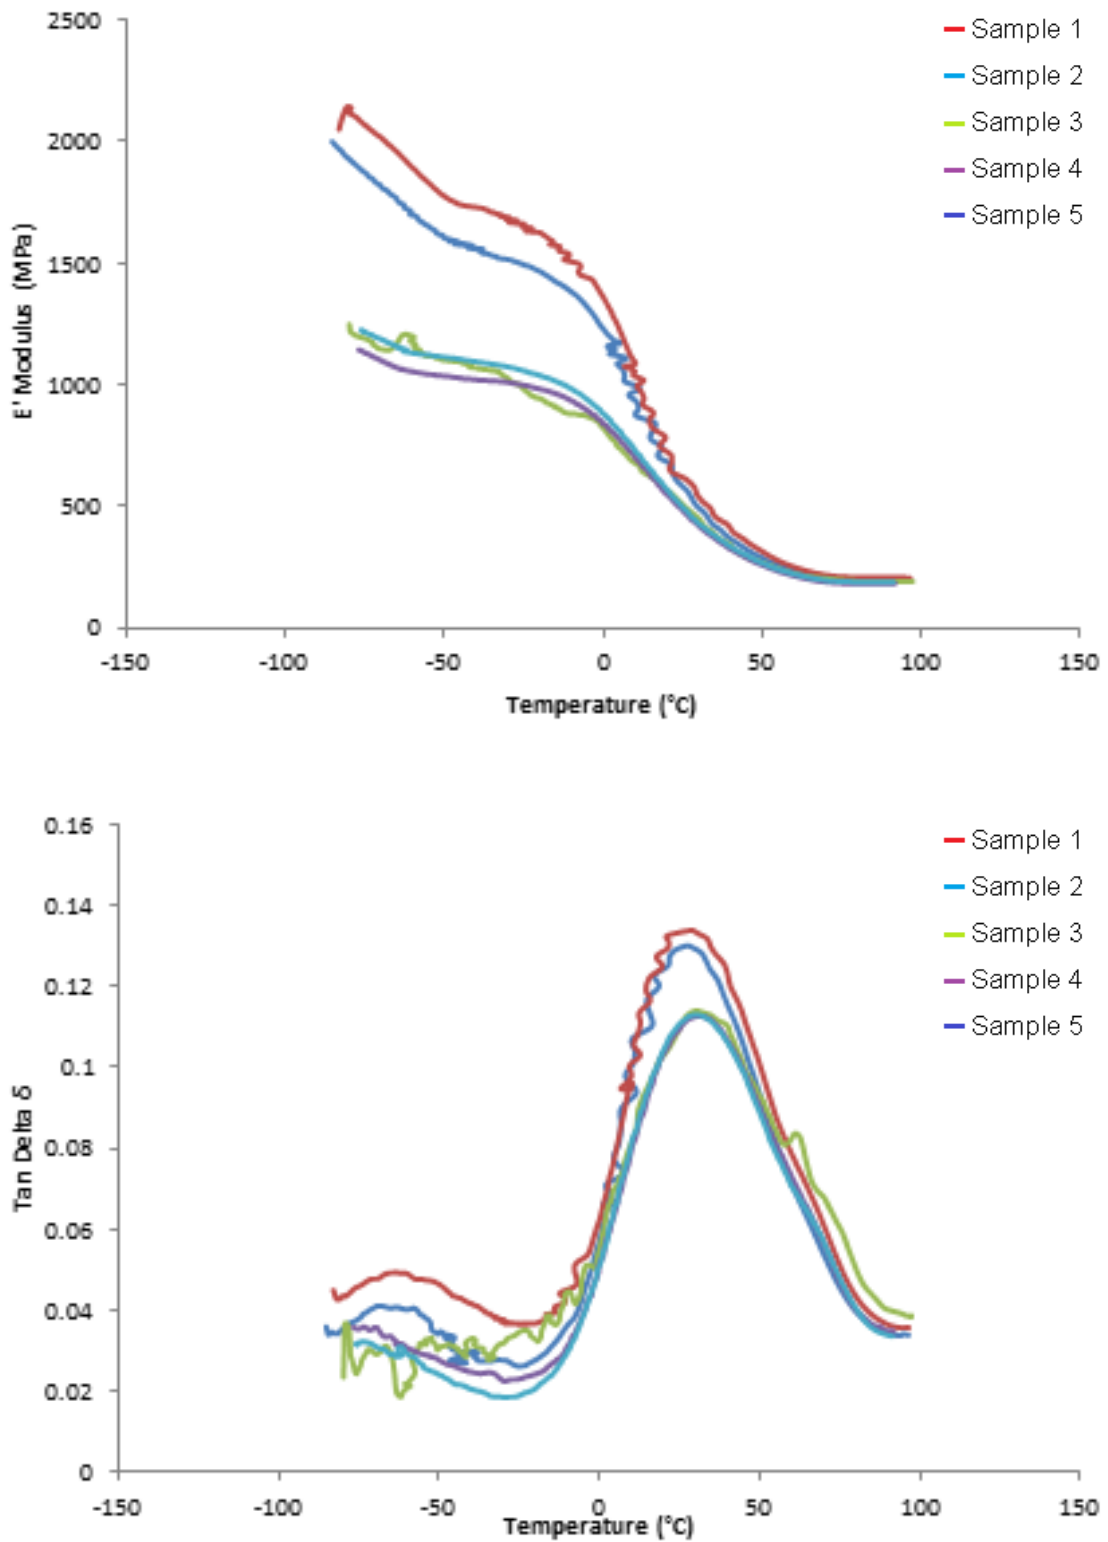 2500
2000
1500
1000
500
0
E' Modulus (MPa)
-150 -100 -50 0 50 100 150
Temperature (°C)
Sample 1
Sample 2
Sample 3
Sample 4
Sample 5
0.16
0.14
0.12
0.1
0.08
0.06
0.04
0.02
0
Tan Delta δ
-150 -100 -50 0 50 100 150
Temperature (°C)
Sample 1
Sample 2
Sample 3
Sample 4
Sample 5